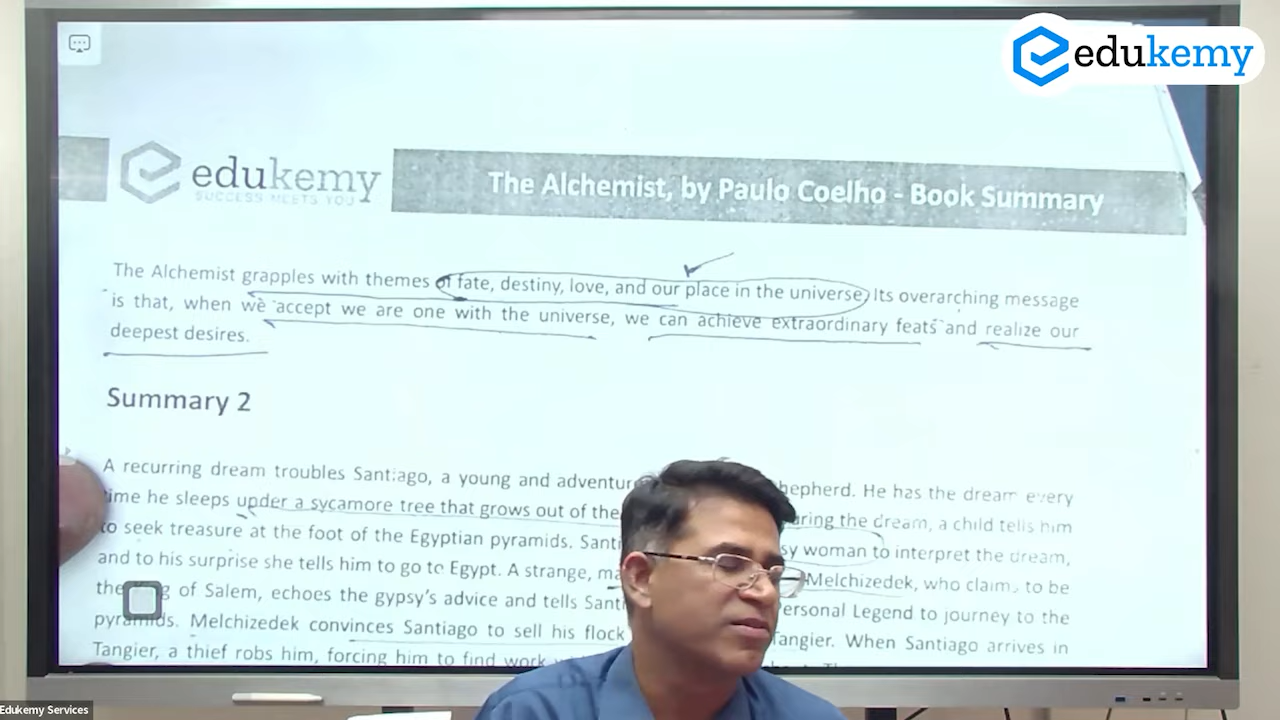 edukemy
edukemy
SUCCESS MEETS YOU
The Alchemist, by Paulo Coelho - Book Summary
The Alchemist grapples with themes of fate, destiny, love, and our place in the universe. Its overarching message
is that, when we accept we are one with the universe, we can achieve extraordinary feats and realize our
deepest desires.
Summary 2
A recurring dream troubles Santiago, a young and hepherd. He has the dream every
time he sleeps under a sycamore tree that grows out of the uring the dream, a child tells him
to seek treasure at the foot of the Egyptian pyramids. woman to interpret the dream,
and to his surprise she tells him to go to Egypt. A strange, Melchizedek, who claims to be
the of Salem, echoes the gypsy's advice and tells ersonal Legend to journey to the
pyramids. Melchizedek convinces Santiago to sell his flock Tangier. When Santiago arrives in
Tangier, a thief robs him, forcing him to find work
Edukemy Services